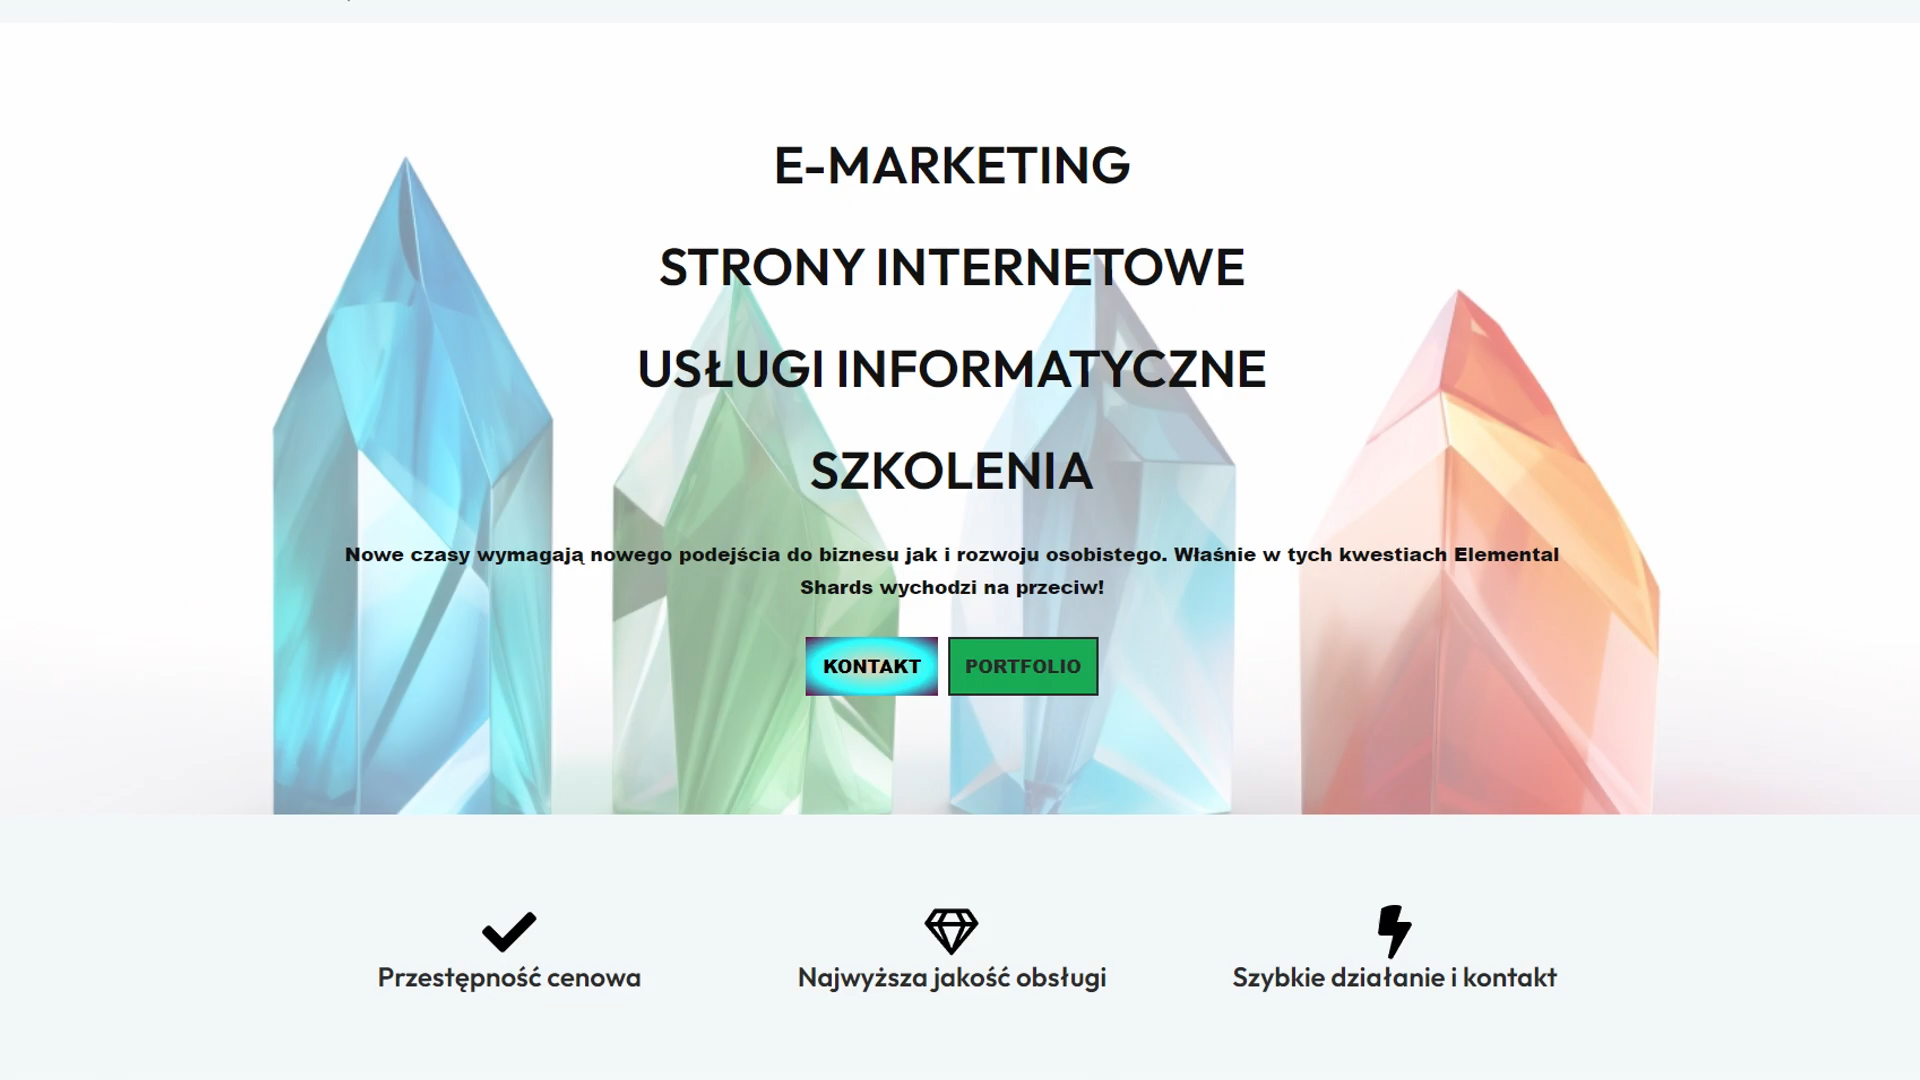 E-MARKETING
STRONY INTERNETOWE
USŁUGI INFORMATYCZNE
SZKOLENIA
Nowe czasy wymagają nowego podejścia do biznesu jak i rozwoju osobistego. Właśnie w tych kwestiach Elemental
Shards wychodzi na przeciw!
KONTAKT PORTFOLIO
Przestępność cenowa
Najwyższa jakość obsługi
Szybkie działanie i kontakt